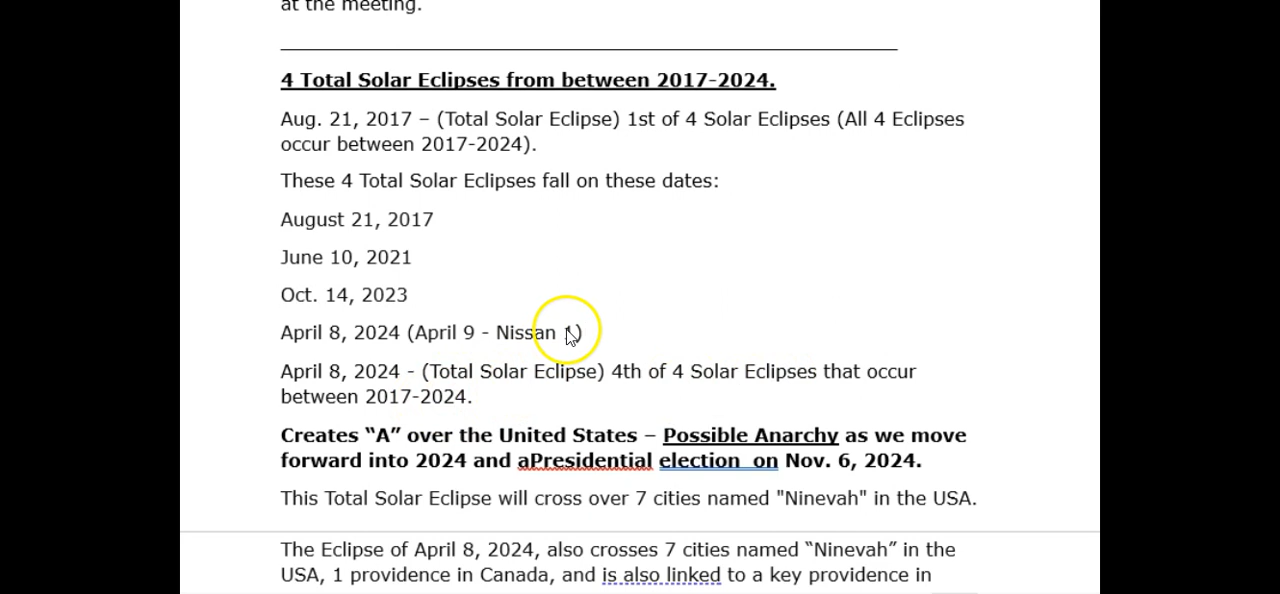 at the meeting.
4 Total Solar Eclipses from between 2017-2024.
Aug. 21, 2017 – (Total Solar Eclipse) 1st of 4 Solar Eclipses (All 4 Eclipses
occur between 2017-2024).
These 4 Total Solar Eclipses fall on these dates:
August 21, 2017
June 10, 2021
Oct. 14, 2023
April 8, 2024 (April 9 - Nissan 1)
April 8, 2024 - (Total Solar Eclipse) 4th of 4 Solar Eclipses that occur
between 2017-2024.
Creates “A” over the United States – Possible Anarchy as we move
forward into 2024 and aPresidential election on Nov. 6, 2024.
This Total Solar Eclipse will cross over 7 cities named "Ninevah" in the USA.
The Eclipse of April 8, 2024, also crosses 7 cities named “Ninevah” in the
USA, 1 providence in Canada, and is also linked to a key providence in